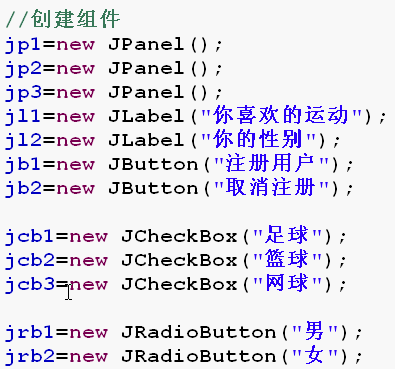 //创建组件
jp1=new JPanel();
jp2=new JPanel();
jp3=new JPanel();
jl1=new JLabel("你喜欢的运动");
jl2=new JLabel("你的性别");
jb1=new JButton("注册用户");
jb2=new JButton("取消注册");
jcb1=new JCheckBox("足球");
jcb2=new JCheckBox("篮球");
jcb3=new JCheckBox("网球");
jrb1=new JRadioButton("男");
jrb2=new JRadioButton("女");